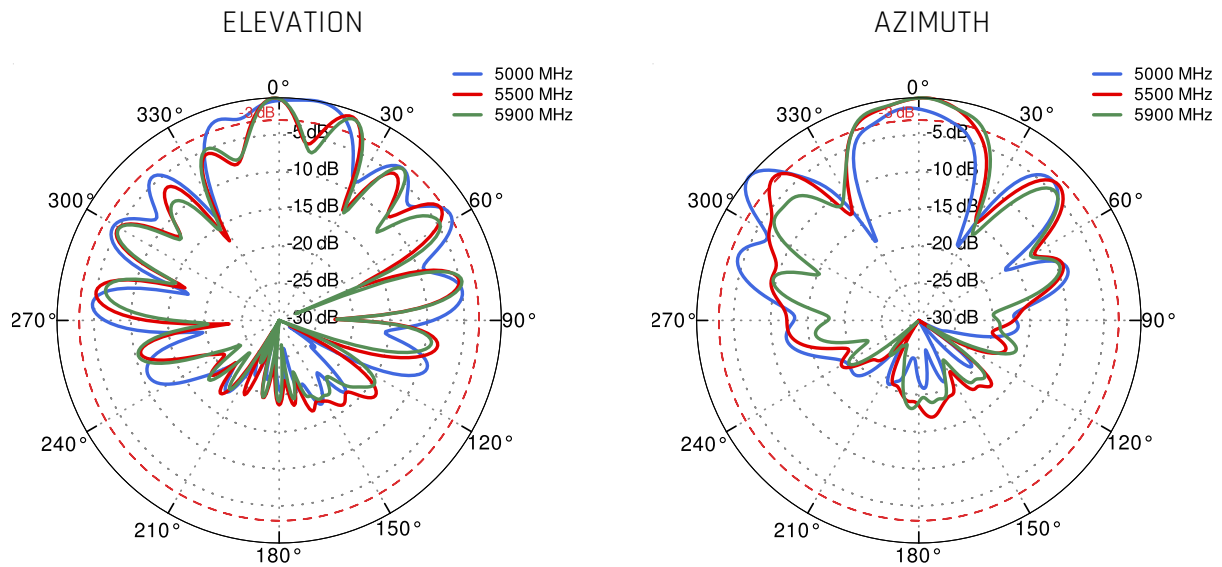 ELEVATION
5000 MHz
5500 MHz
5900 MHz
0°
330°
30°
-3 dB
-5 dB
-10 dB
300°
60°
-15 dB
-20 dB
-25 dB
270°
-30 dB
90°
240°
120°
210°
150°
180°
AZIMUTH
5000 MHz
5500 MHz
5900 MHz
0°
330°
30°
-3 dB
-5 dB
-10 dB
300°
60°
-15 dB
-20 dB
-25 dB
270°
-30 dB
90°
240°
120°
210°
150°
180°